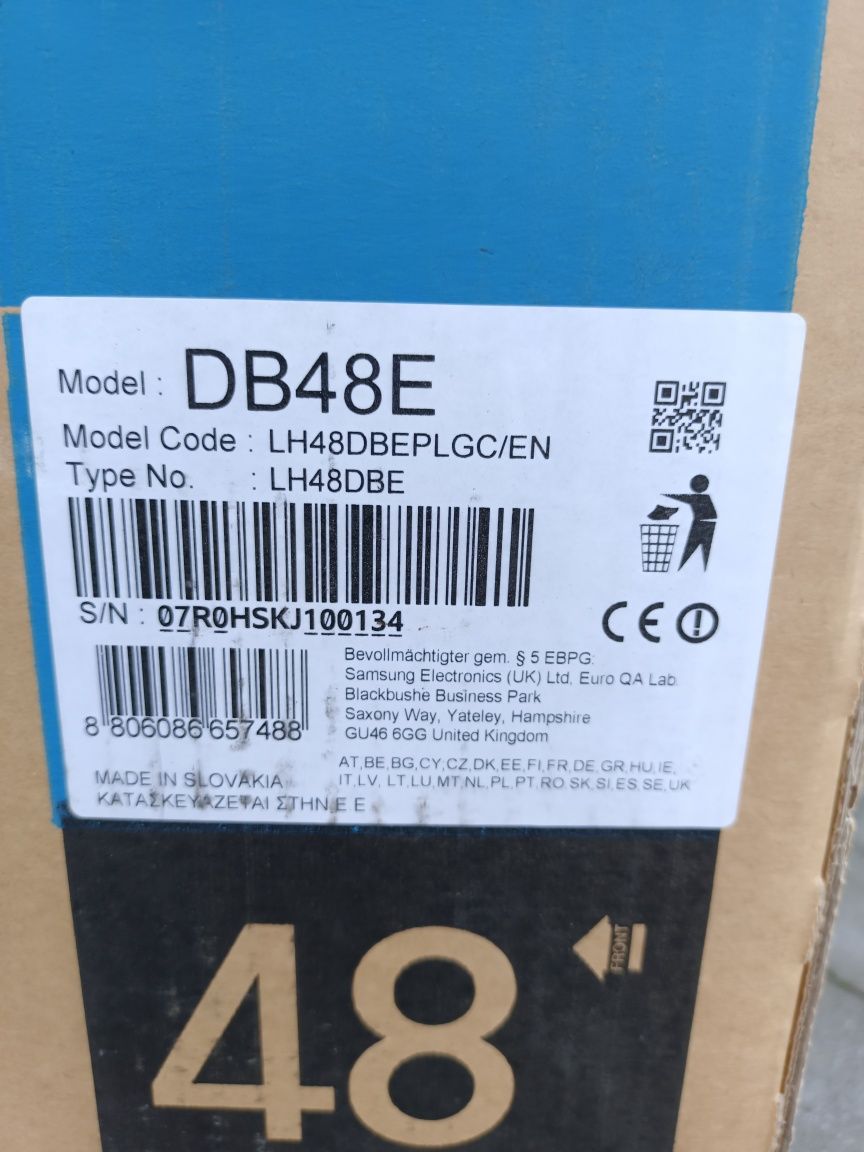 Model : DB48E
Model Code : LH48DBEPLGC/EN
Type No. : LH48DBE
S/N : 07R0HSKJ100134
CE
8 806086 657488
Bevollmächtigter gem. § 5 EBPG:
Samsung Electronics (UK) Ltd, Euro QA Lab.
Blackbushe Business Park
Saxony Way, Yateley, Hampshire
GU46 6GG United Kingdom
AT,BE,BG,CY,CZ,DK,EE,FI,FR,DE,GR,HU,IE,
IT,LV, LT,LU,MT,NL,PL,PT,RO,SK,SI,ES,SE,UK
MADE IN SLOVAKIA
ΚΑΤΑΣΚΕΥΑΖΕΤΑΙ ΣΤΗΝ Ε Ε
FRONT
48